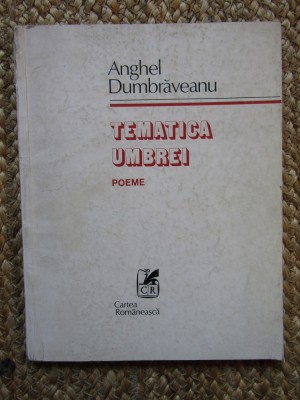 Anghel
Dumbrăveanu
TEMATICA
UMBREI
POEME
CR
Cartea
Românească